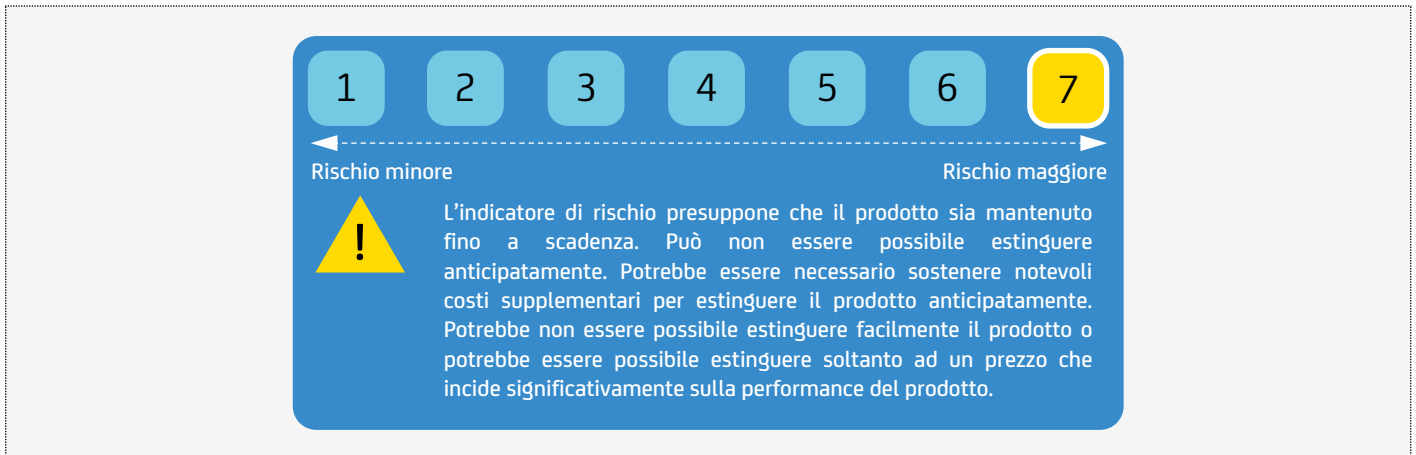 1 2 3 4 5 6 7
Rischio minore Rischio maggiore
!
L’indicatore di rischio presuppone che il prodotto sia mantenuto
fino a scadenza. Può non essere possibile estinguere
anticipatamente. Potrebbe essere necessario sostenere notevoli
costi supplementari per estinguere il prodotto anticipatamente.
Potrebbe non essere possibile estinguere facilmente il prodotto o
potrebbe essere possibile estinguere soltanto ad un prezzo che
incide significativamente sulla performance del prodotto.